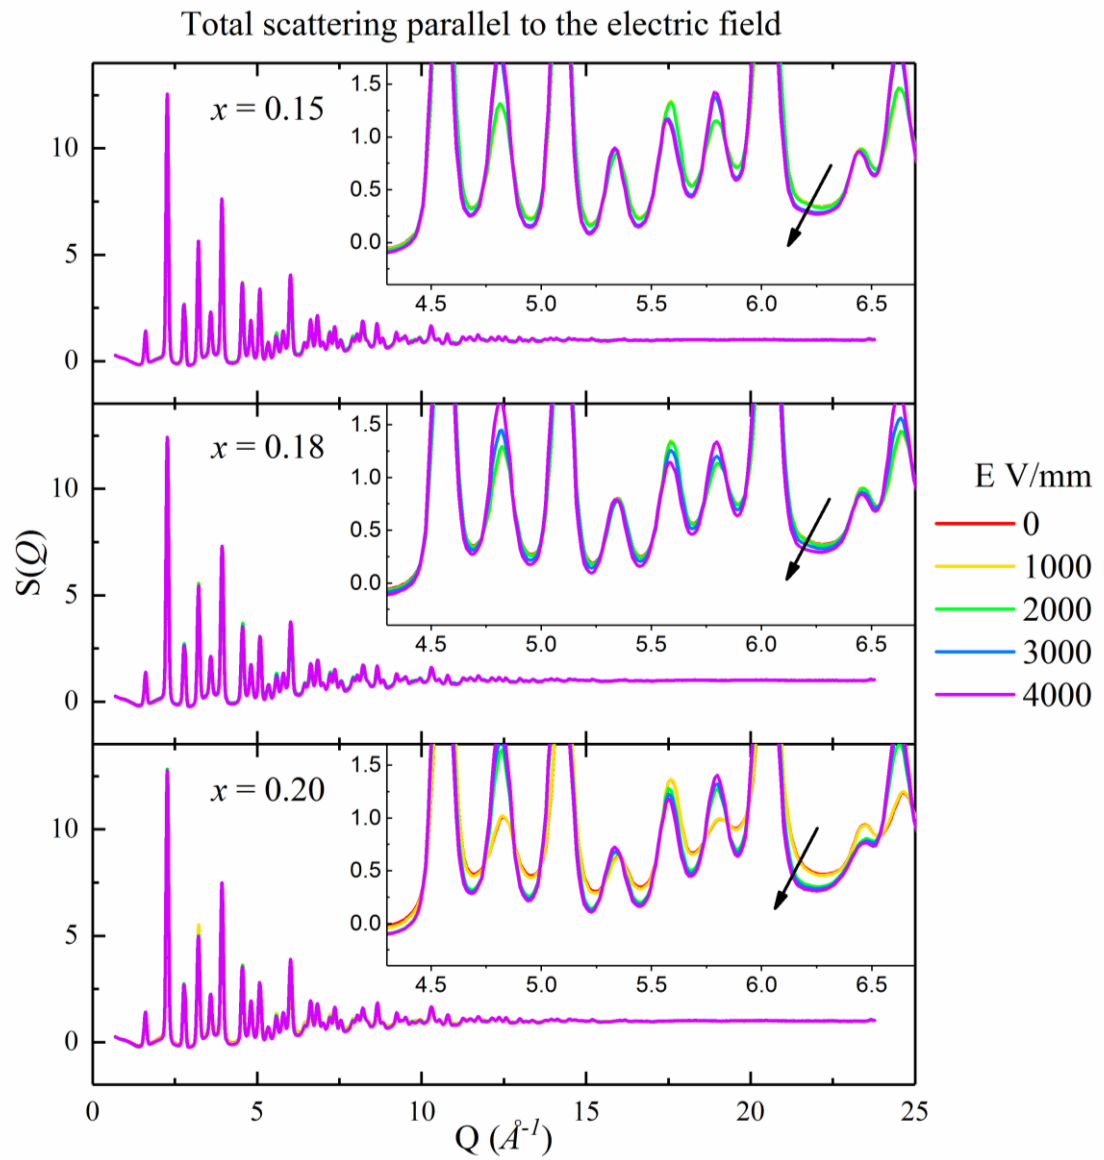 Total scattering parallel to the electric field
x = 0.15
1.5
1.0
0.5
0.0
4.5 5.0 5.5 6.0 6.5
10
5
0
x = 0.18
1.5
1.0
0.5
0.0
4.5 5.0 5.5 6.0 6.5
10
5
0
x = 0.20
1.5
1.0
0.5
0.0
4.5 5.0 5.5 6.0 6.5
10
5
0
0 5 10 15 20 25
S(Q)
Q (Å⁻¹)
E V/mm
0
1000
2000
3000
4000